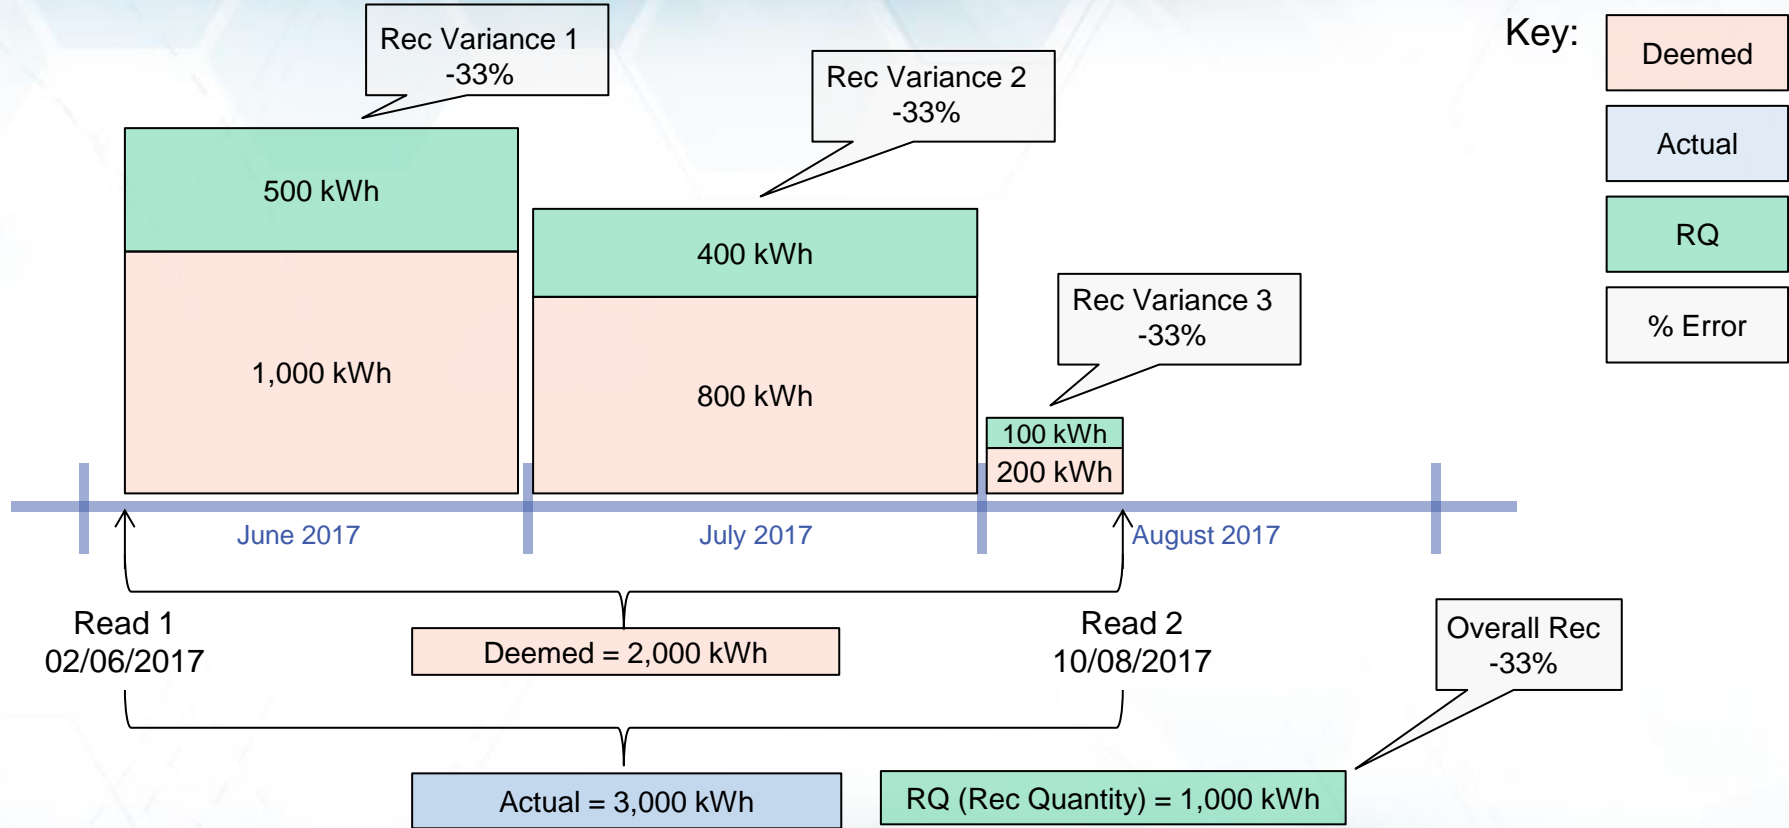 Rec Variance 1
-33%
Rec Variance 2
-33%
Rec Variance 3
-33%
Key:
Deemed
Actual
RQ
% Error
500 kWh
1,000 kWh
400 kWh
800 kWh
100 kWh
200 kWh
June 2017
July 2017
August 2017
Read 1
02/06/2017
Deemed = 2,000 kWh
Read 2
10/08/2017
Overall Rec
-33%
Actual = 3,000 kWh
RQ (Rec Quantity) = 1,000 kWh